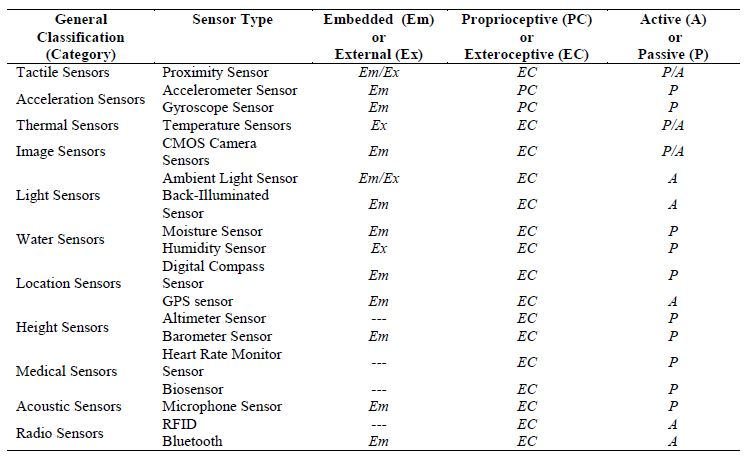 General Classification (Category) Sensor Type Embedded (Em) or External (Ex) Proprioceptive (PC) or Exteroceptive (EC) Active (A) or Passive (P)
Tactile Sensors Proximity Sensor Em/Ex EC P/A
Acceleration Sensors Accelerometer Sensor Em PC P
Gyroscope Sensor Em PC P
Thermal Sensors Temperature Sensors Ex EC P/A
Image Sensors CMOS Camera Sensors Em EC P/A
Light Sensors Ambient Light Sensor Em/Ex EC A
Back-Illuminated Sensor Em EC A
Water Sensors Moisture Sensor Em EC P
Humidity Sensor Ex EC P
Location Sensors Digital Compass Sensor Em EC P
GPS sensor Em EC A
Height Sensors Altimeter Sensor --- EC P
Barometer Sensor Em EC P
Medical Sensors Heart Rate Monitor Sensor --- EC P
Biosensor --- EC P
Acoustic Sensors Microphone Sensor Em EC P
Radio Sensors RFID --- EC A
Bluetooth Em EC A